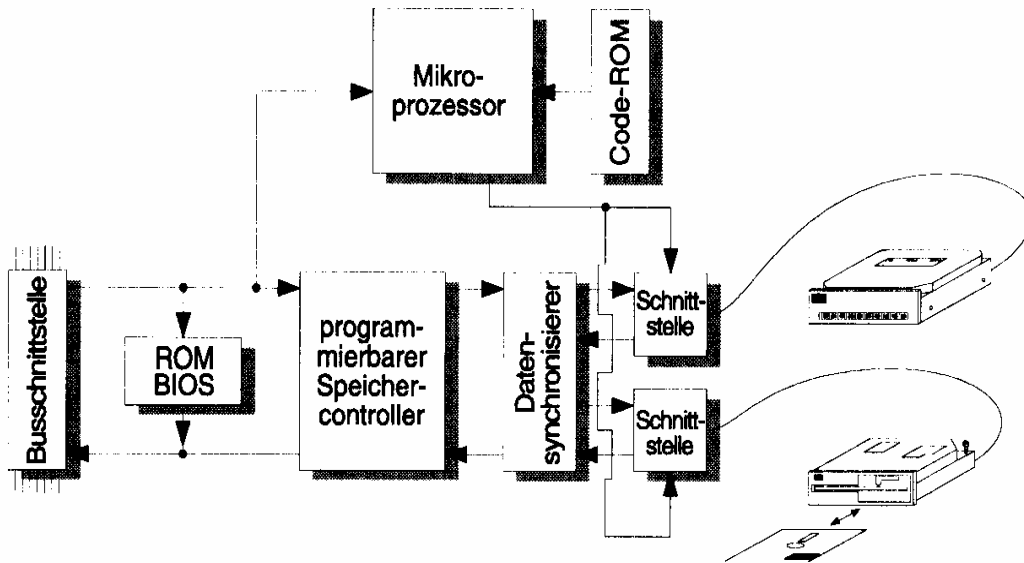 Mikro-
prozessor
Code-ROM
Busschnittstelle
ROM
BIOS
program-
mierbarer
Speicher-
controller
Daten-
synchronisierer
Schnitt-
stelle
Schnitt-
stelle